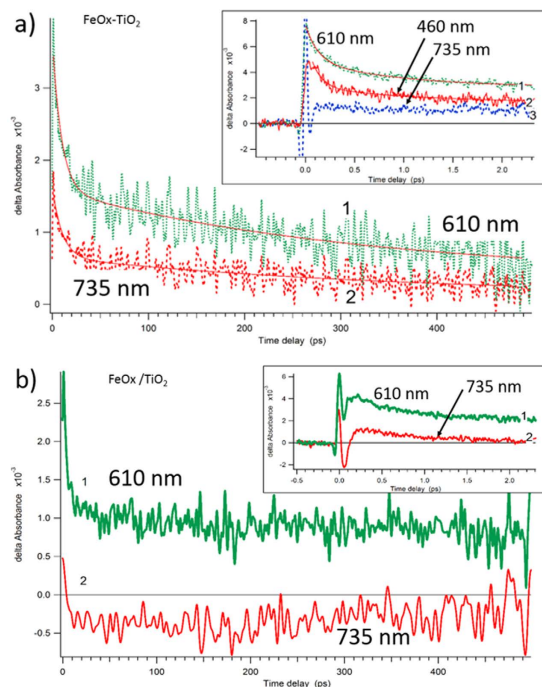 a)
FeOx-TiO2
delta Absorbance x10⁻³
4
3
2
1
0
0 100 200 300 400
Time delay (ps)
1
610 nm
2
735 nm
delta Absorbance x10⁻³
8
6
4
2
0
-2
0.0 0.5 1.0 1.5 2.0
Time delay (ps)
610 nm
460 nm
735 nm
1
2
3
b)
FeOx /TiO2
delta Absorbance x10⁻³
2.5
2.0
1.5
1.0
0.5
0.0
-0.5
0 100 200 300 400
Time delay (ps)
1
610 nm
2
735 nm
delta Absorbance x10⁻³
6
4
2
0
-2
-0.5 0.0 0.5 1.0 1.5 2.0
Time delay (ps)
610 nm
735 nm
1
2